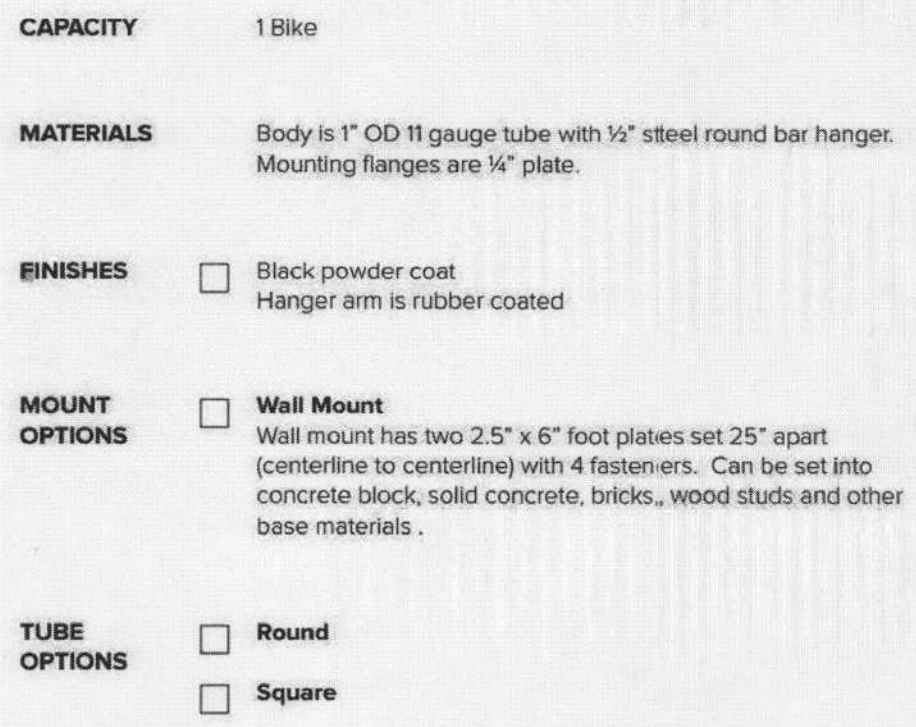 CAPACITY 1 Bike
MATERIALS Body is 1" OD 11 gauge tube with ½" stteel round bar hanger.
Mounting flanges are ¼" plate.
FINISHES ☐ Black powder coat
Hanger arm is rubber coated
MOUNT OPTIONS ☐ Wall Mount
Wall mount has two 2.5" x 6" foot plates set 25" apart
(centerline to centerline) with 4 fasteners. Can be set into
concrete block, solid concrete, bricks,, wood studs and other
base materials .
TUBE OPTIONS ☐ Round
☐ Square